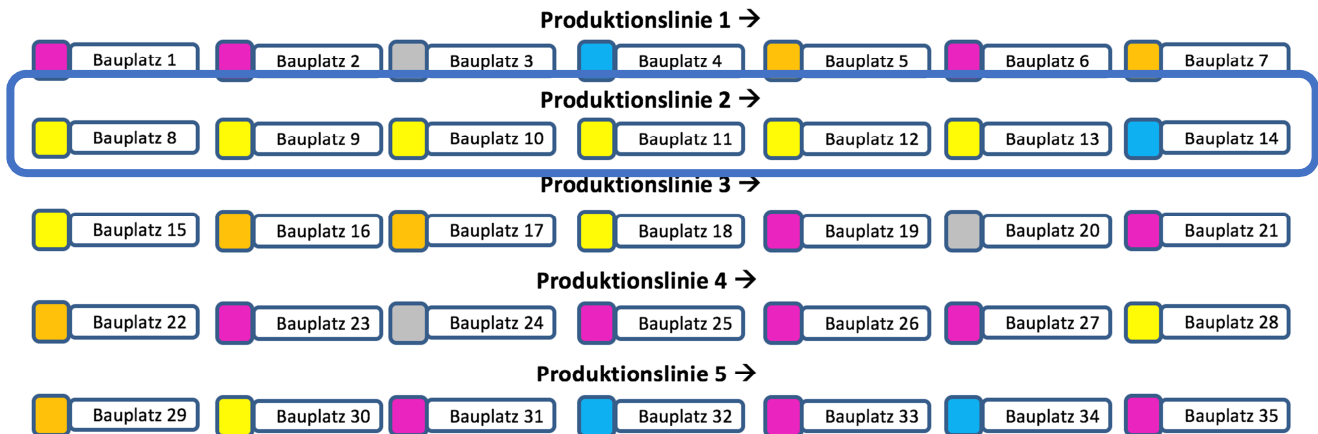 Produktionslinie 1 →
Bauplatz 1 Bauplatz 2 Bauplatz 3 Bauplatz 4 Bauplatz 5 Bauplatz 6 Bauplatz 7
Produktionslinie 2 →
Bauplatz 8 Bauplatz 9 Bauplatz 10 Bauplatz 11 Bauplatz 12 Bauplatz 13 Bauplatz 14
Produktionslinie 3 →
Bauplatz 15 Bauplatz 16 Bauplatz 17 Bauplatz 18 Bauplatz 19 Bauplatz 20 Bauplatz 21
Produktionslinie 4 →
Bauplatz 22 Bauplatz 23 Bauplatz 24 Bauplatz 25 Bauplatz 26 Bauplatz 27 Bauplatz 28
Produktionslinie 5 →
Bauplatz 29 Bauplatz 30 Bauplatz 31 Bauplatz 32 Bauplatz 33 Bauplatz 34 Bauplatz 35